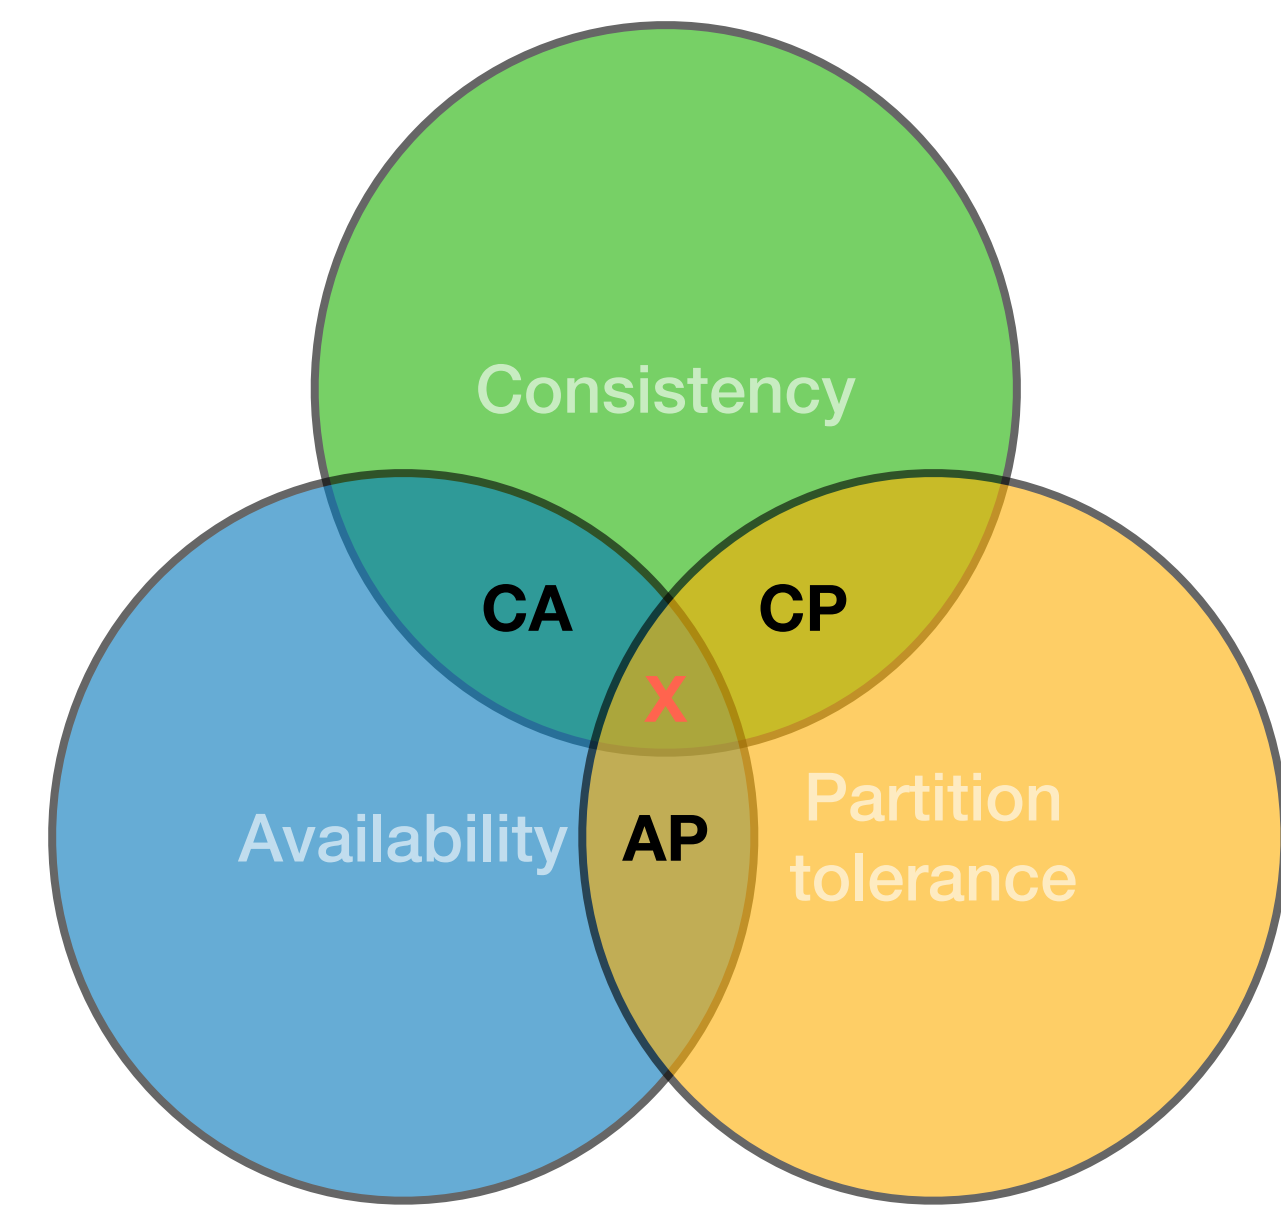 Consistency
CA
CP
X
Availability
AP
Partition
tolerance